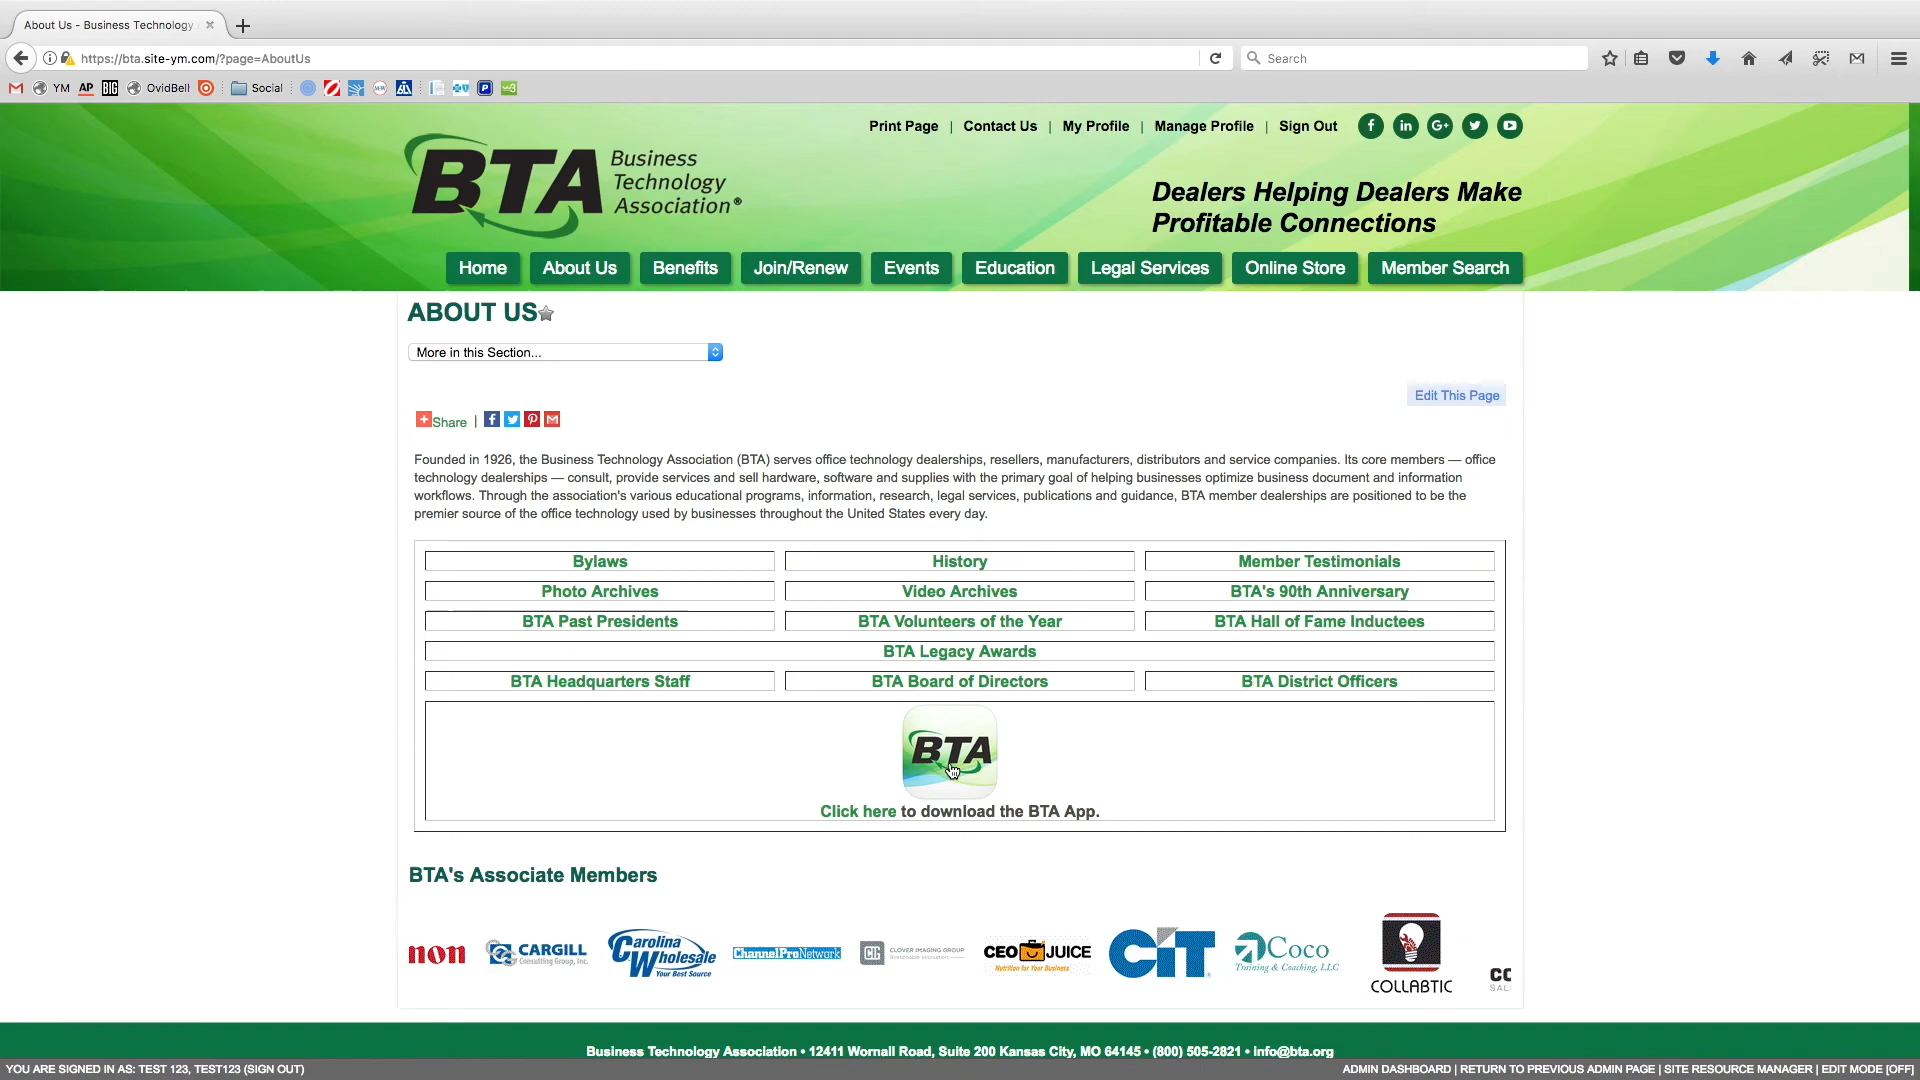 About Us - Business Technology
https://bta.site-ym.com/?page=AboutUs
Search
YM
AP
BIG
OvidBell
Social
Print Page | Contact Us | My Profile | Manage Profile | Sign Out
BTA Business
Technology
Association®
Dealers Helping Dealers Make
Profitable Connections
Home About Us Benefits Join/Renew Events Education Legal Services Online Store Member Search
ABOUT US
More in this Section...
Edit This Page
Share |
Founded in 1926, the Business Technology Association (BTA) serves office technology dealerships, resellers, manufacturers, distributors and service companies. Its core members — office
technology dealerships — consult, provide services and sell hardware, software and supplies with the primary goal of helping businesses optimize business document and information
workflows. Through the association's various educational programs, information, research, legal services, publications and guidance, BTA member dealerships are positioned to be the
premier source of the office technology used by businesses throughout the United States every day.
Bylaws History Member Testimonials
Photo Archives Video Archives BTA's 90th Anniversary
BTA Past Presidents BTA Volunteers of the Year BTA Hall of Fame Inductees
BTA Legacy Awards
BTA Headquarters Staff BTA Board of Directors BTA District Officers
BTA
Click here to download the BTA App.
BTA's Associate Members
non
CARGILL
Consulting Group, Inc.
Carolina
Wholesale
Your Best Source
ChannelProNetwork
CIG CLOVER IMAGING GROUP
CEO JUICE
Nutrition for Your Business
CIT
Coco
Training & Coaching, LLC
COLLABTIC
CO
SAL
Business Technology Association • 12411 Wornall Road, Suite 200 Kansas City, MO 64145 • (800) 505-2821 • info@bta.org
YOU ARE SIGNED IN AS: TEST 123, TEST123 (SIGN OUT)
ADMIN DASHBOARD | RETURN TO PREVIOUS ADMIN PAGE | SITE RESOURCE MANAGER | EDIT MODE [OFF]